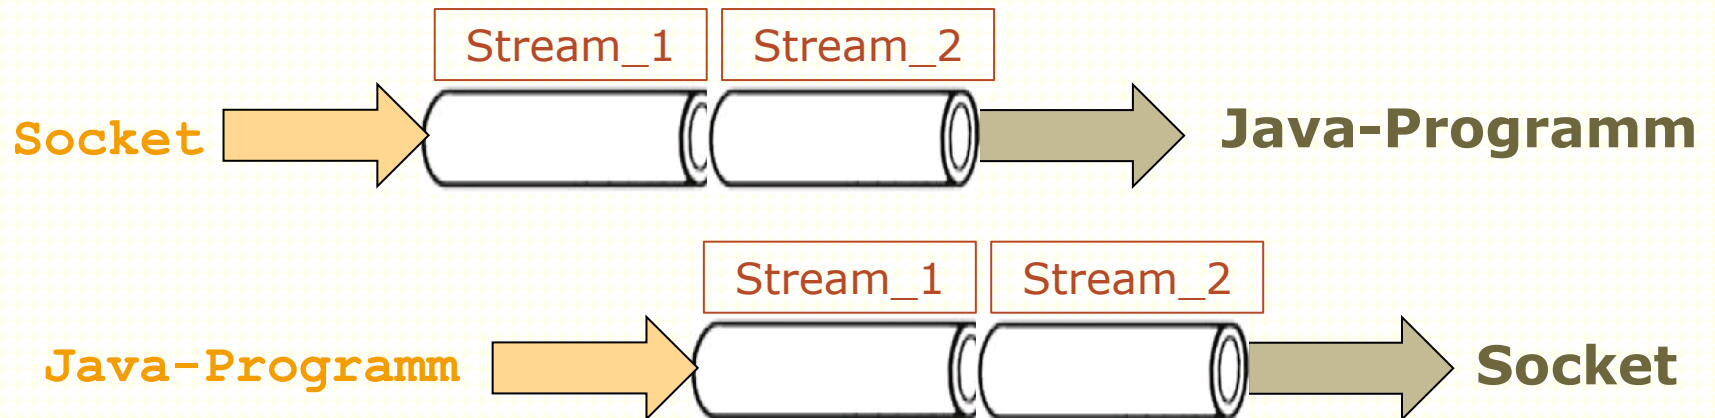 Stream_1
Stream_2
Socket
Java-Programm
Stream_1
Stream_2
Java-Programm
Socket